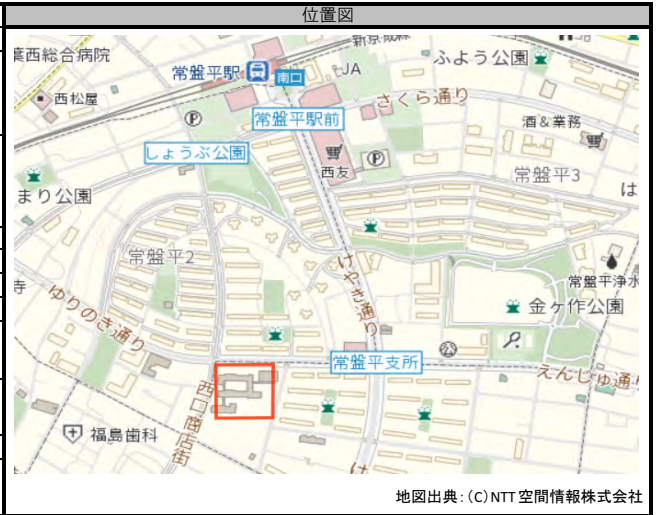 位置図
葉西総合病院
新京成線
ふよう公園
常盤平駅
南口
JA
西松屋
さくら通り
常盤平駅前
酒&業務
しょうぶ公園
西友
常盤平3
まり公園
は
常盤平2
けやき通り
常盤平浄水
寺
ゆりのき通り
金ヶ作公園
常盤平支所
えんじゅ通り
西口商店街
福島歯科
け
地図出典:(C)NTT空間情報株式会社